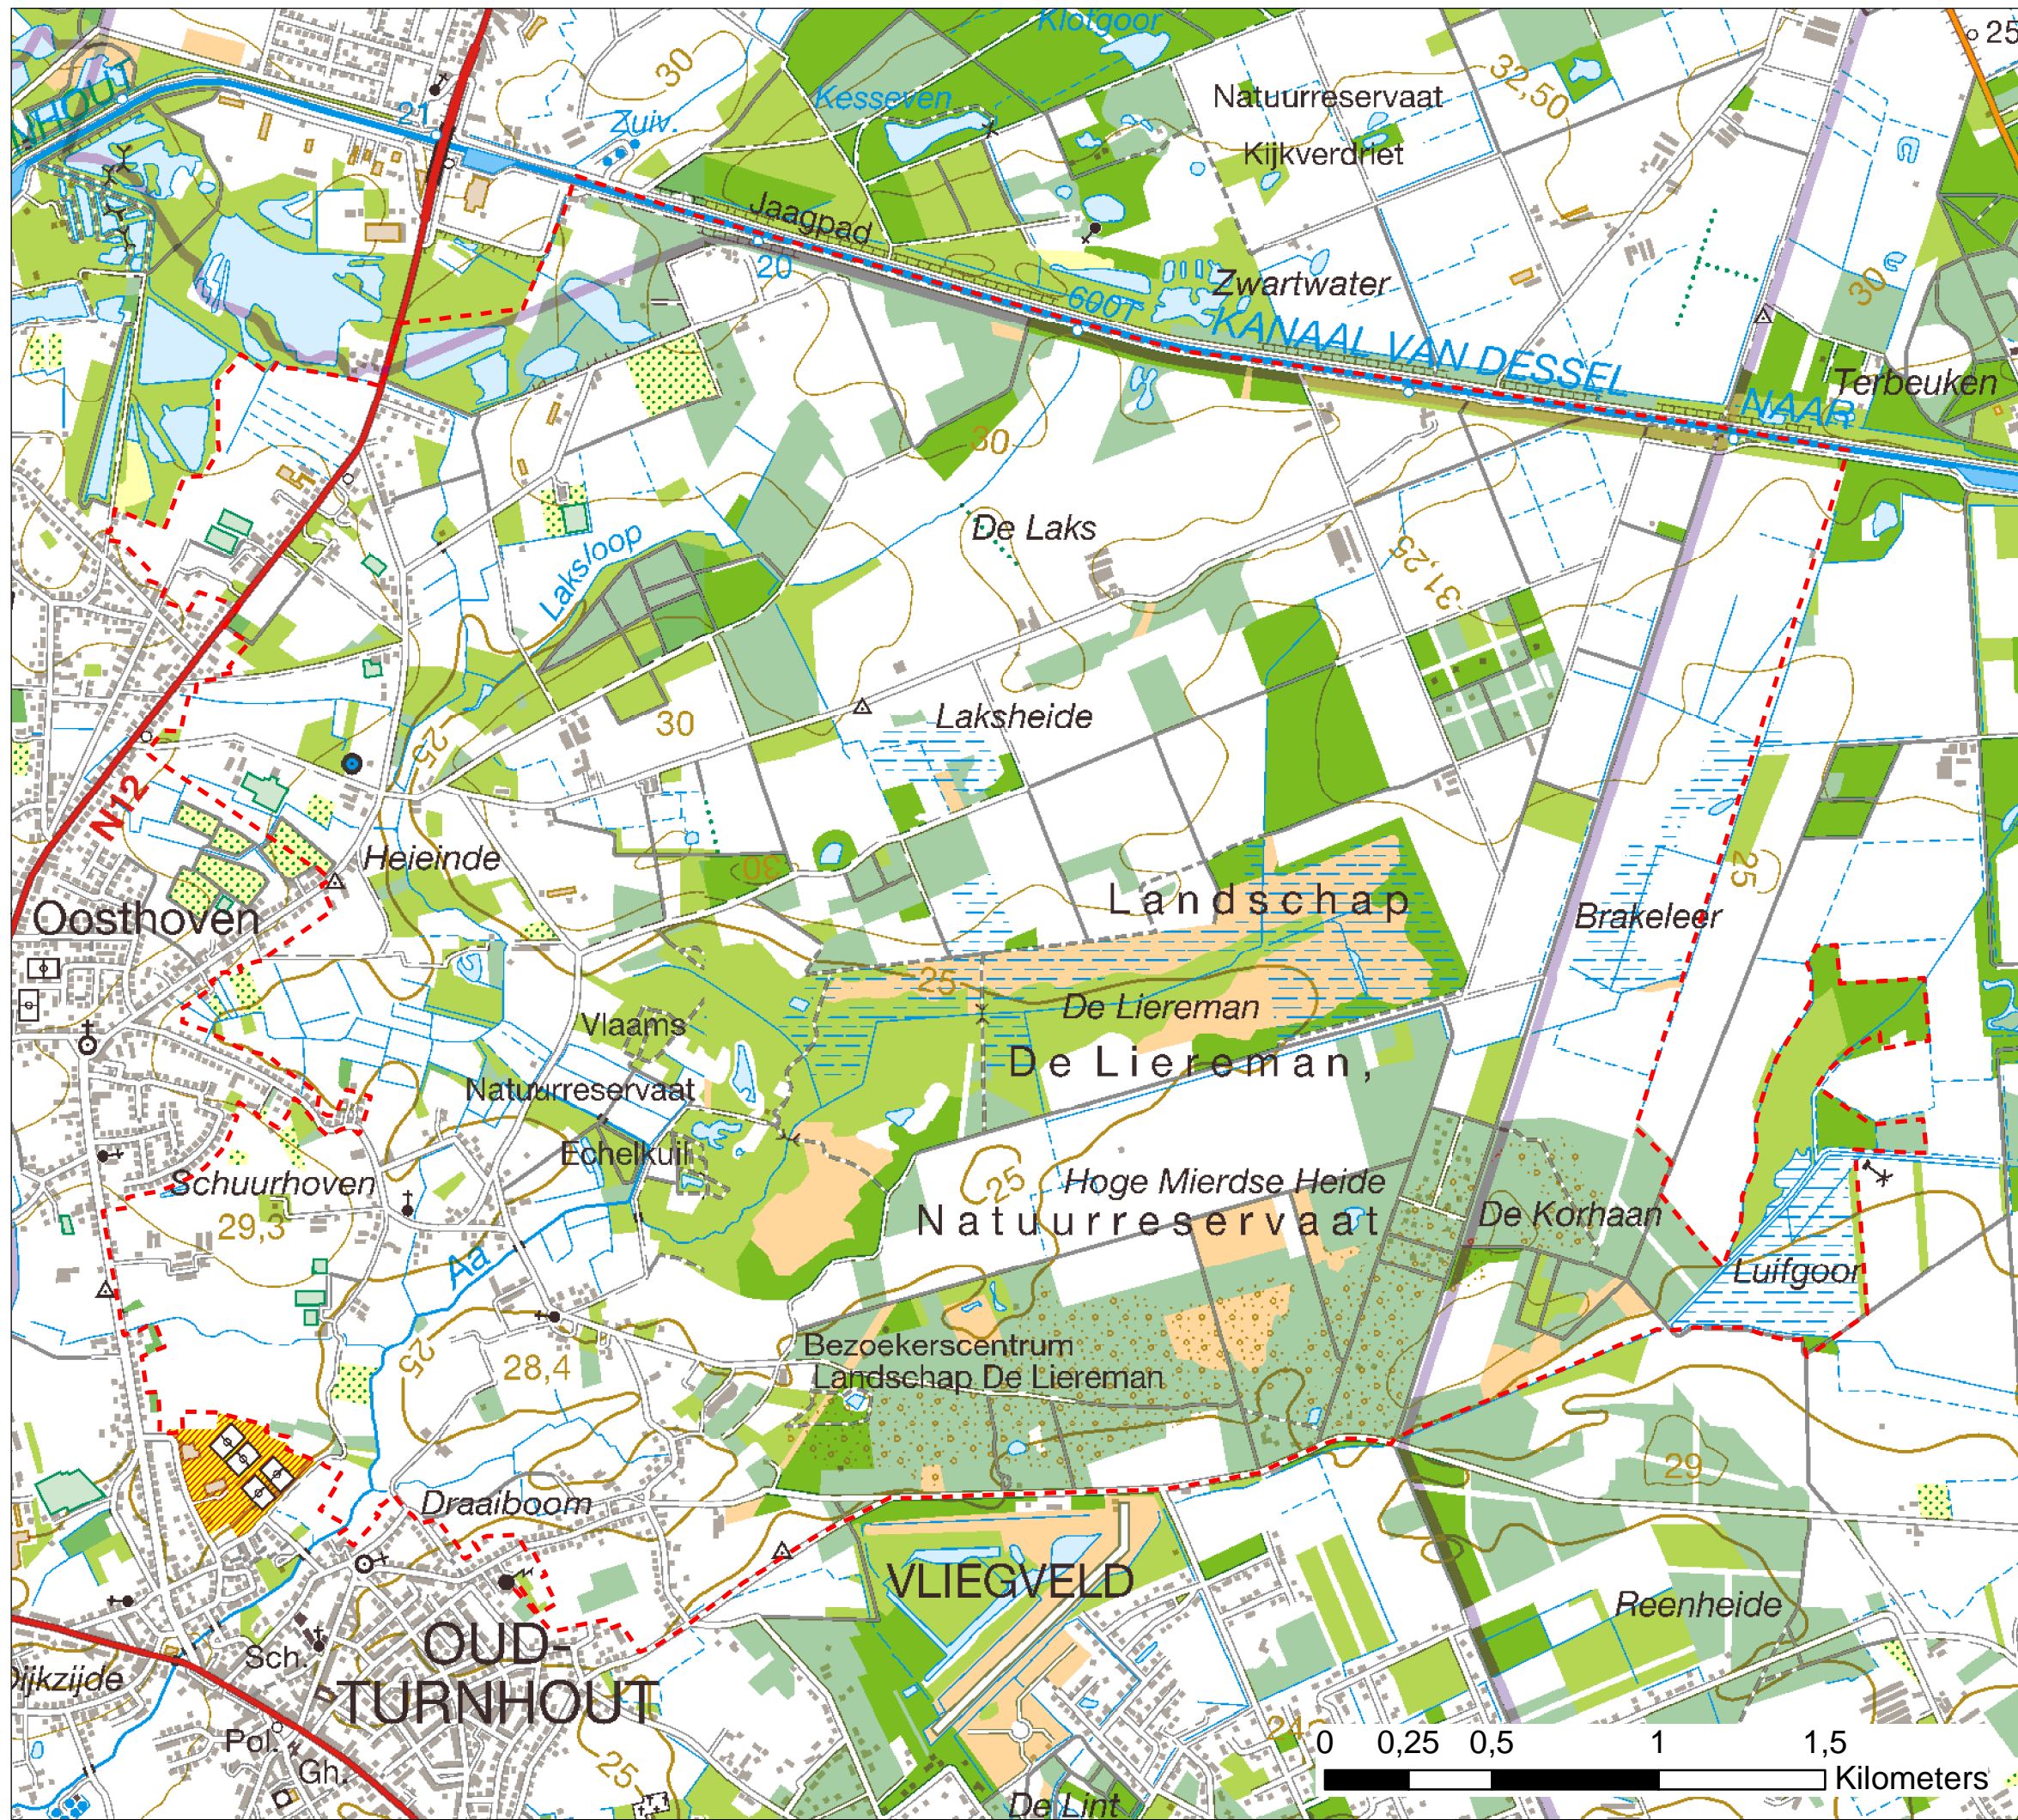 Klotgoor
25
NHOUT
30
32,50
21
Zuiv.
Kesseven
Natuurreservaat
Kijkverdriet
Jaagpad
20
600T
Zwartwater
30
KANAAL VAN DESSEL
NAAR
Terbeuken
30
De Laks
31,25
Laksloop
Laksheide
30
25
N12
Heieinde
30
Oosthoven
Landschap
Brakeleer
25
25
De Liereman
Vlaams
De Liereman,
Natuurreservaat
Echelkuil
25
Hoge Mierdse Heide
Schuurhoven
29,3
Natuurreservaat
De Korhaan
Aa
Luifgoor
Bezoekerscentrum
Landschap De Liereman
25
28,4
29
Draaiboom
VLIEGVELD
Reenheide
OUD-
TURNHOUT
Sch.
Dijkzijde
Pol.
Gh.
25
24
De Lint
0 0,25 0,5 1 1,5
Kilometers